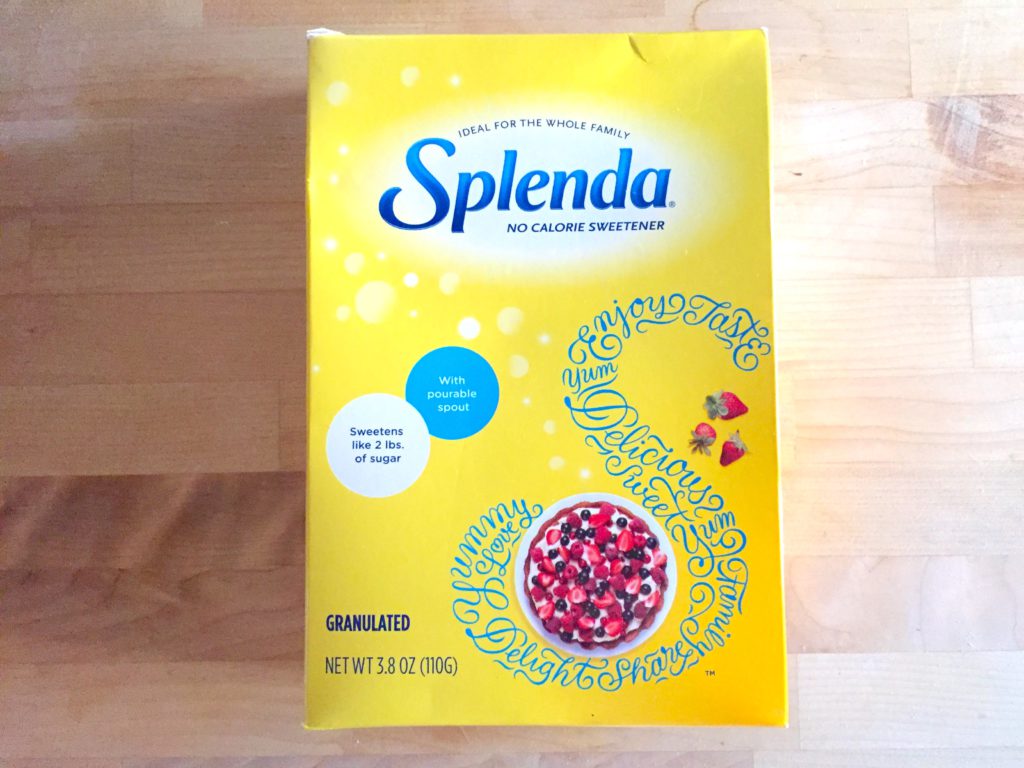 IDEAL FOR THE WHOLE FAMILY
Splenda®
NO CALORIE SWEETENER
With
pourable
spout
Sweetens
like 2 lbs.
of sugar
Enjoy Taste
Yum
Delicious
Sweet
Yum
Family
Share
Delight
Yummy
Love
GRANULATED
NET WT 3.8 OZ (110G)
™